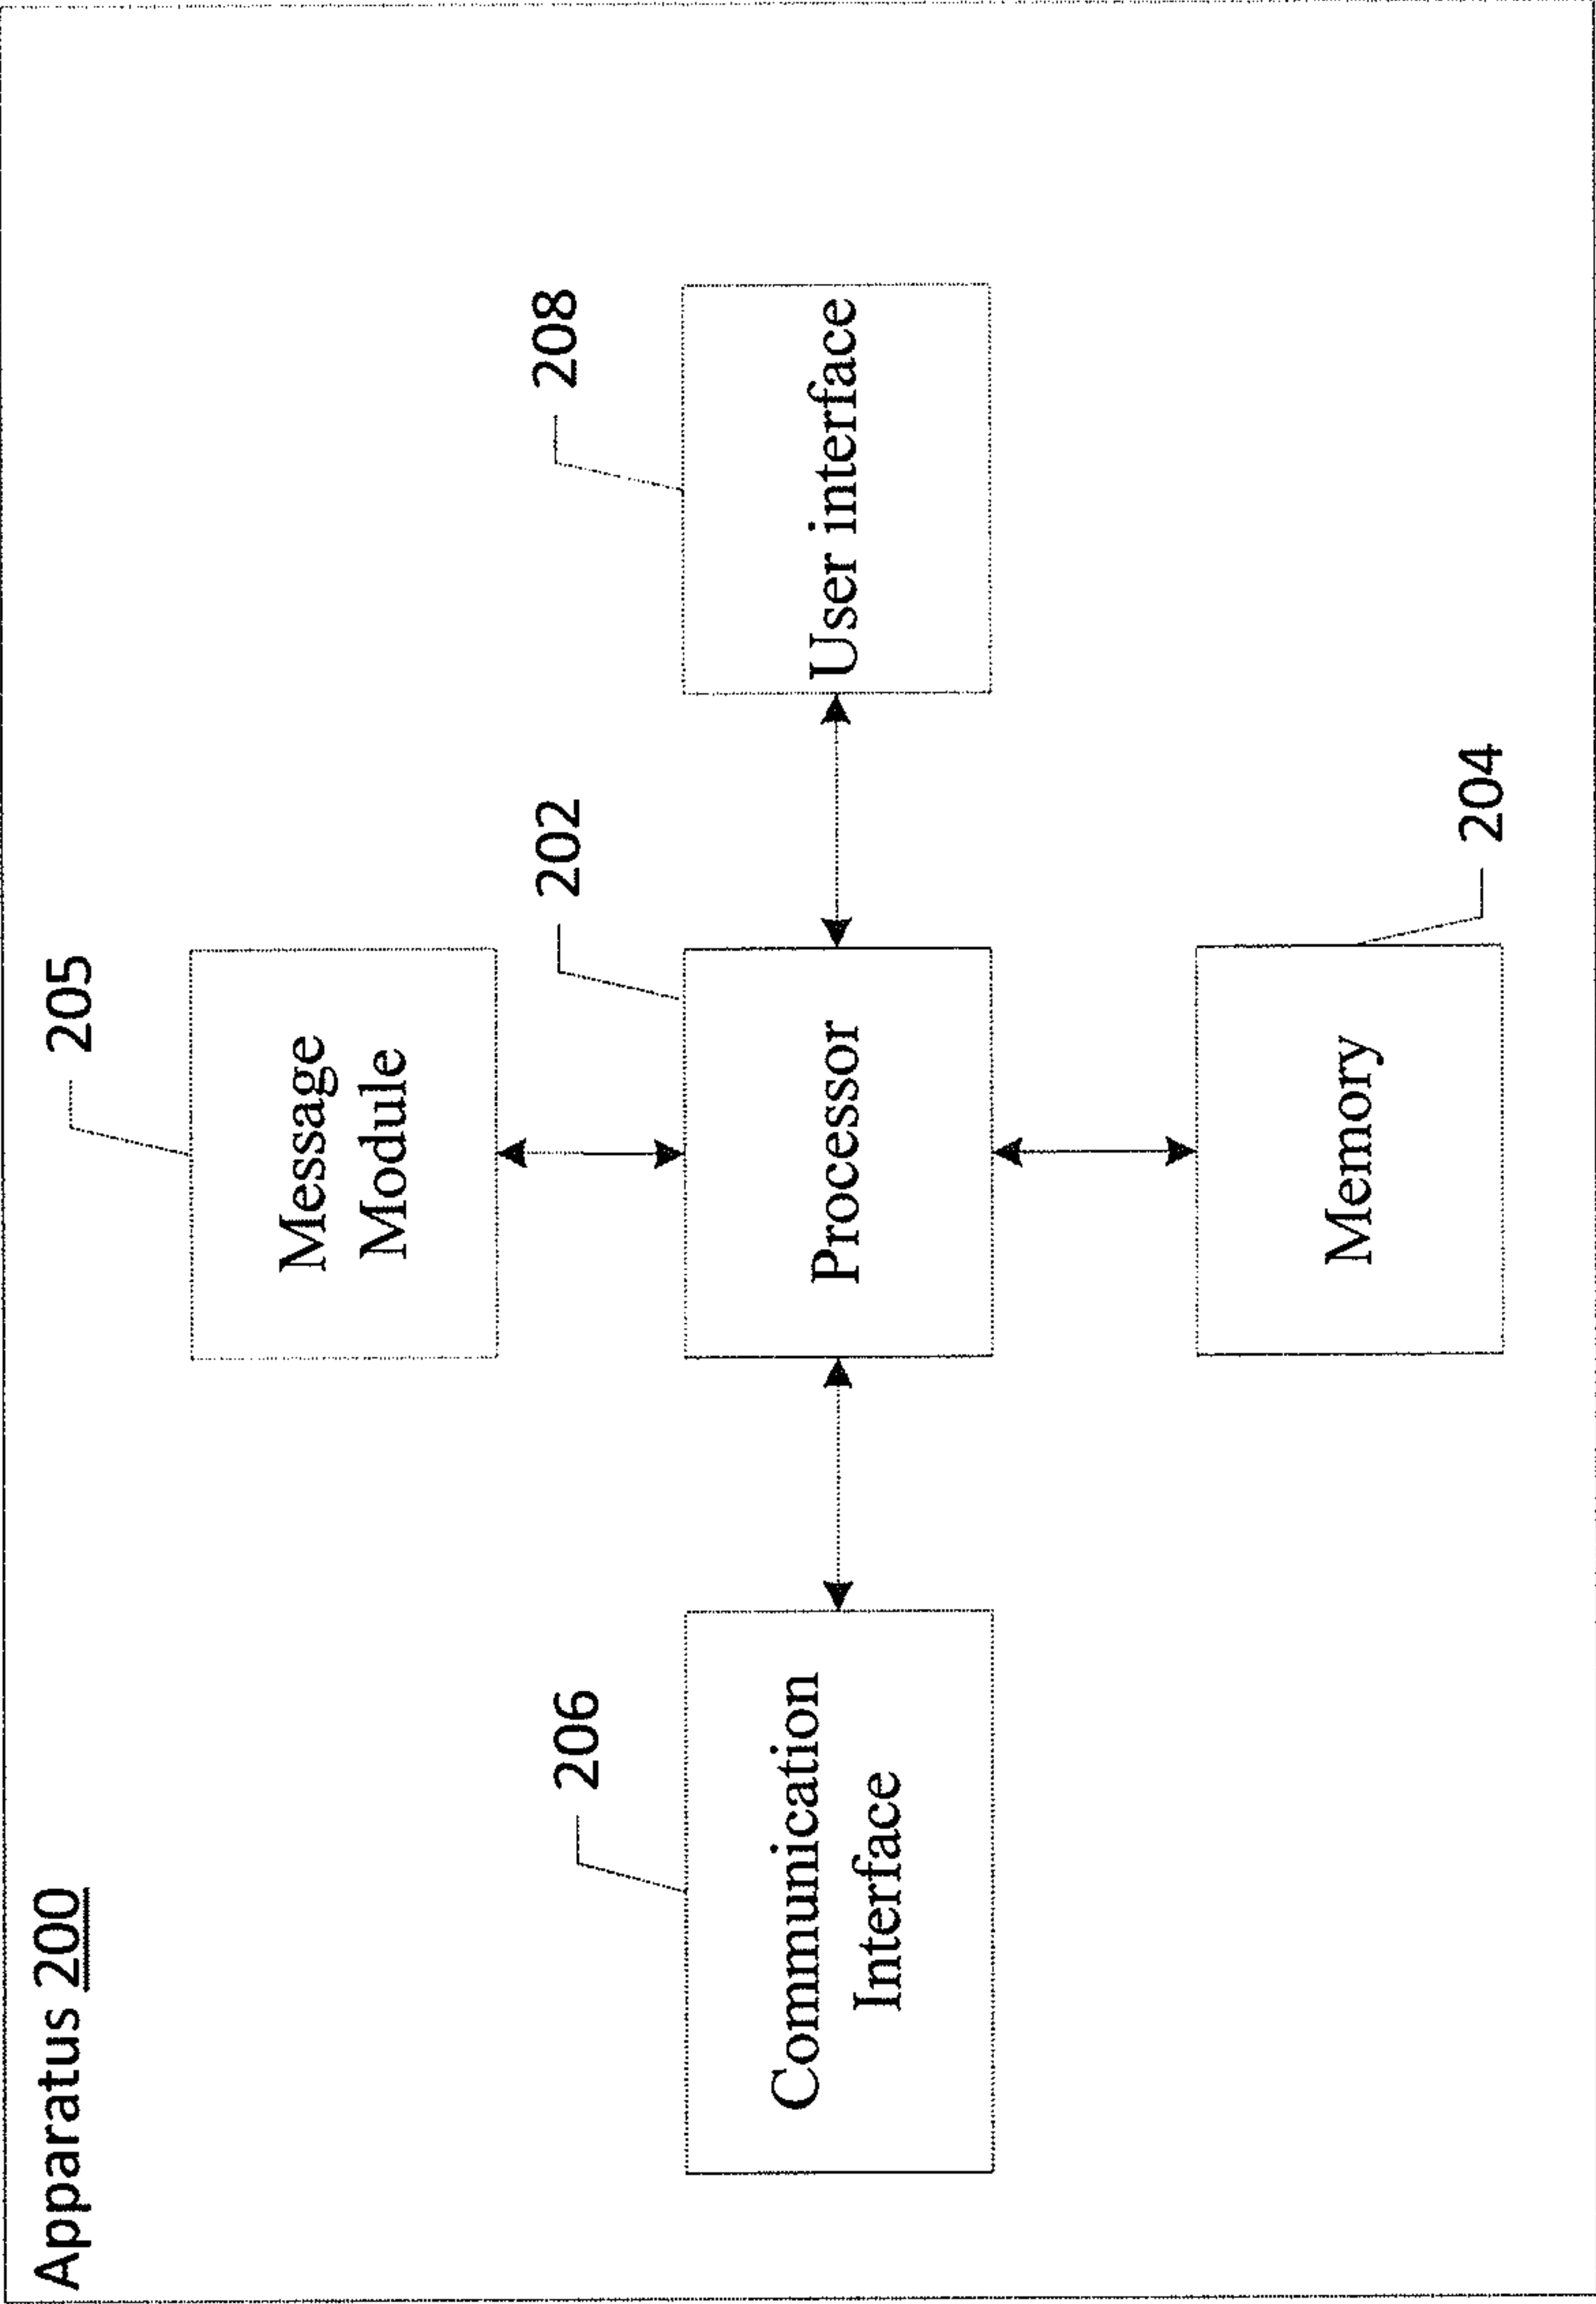 Apparatus 200
205
Message
Module
206
202
208
Communication
Interface
Processor
User interface
204
Memory